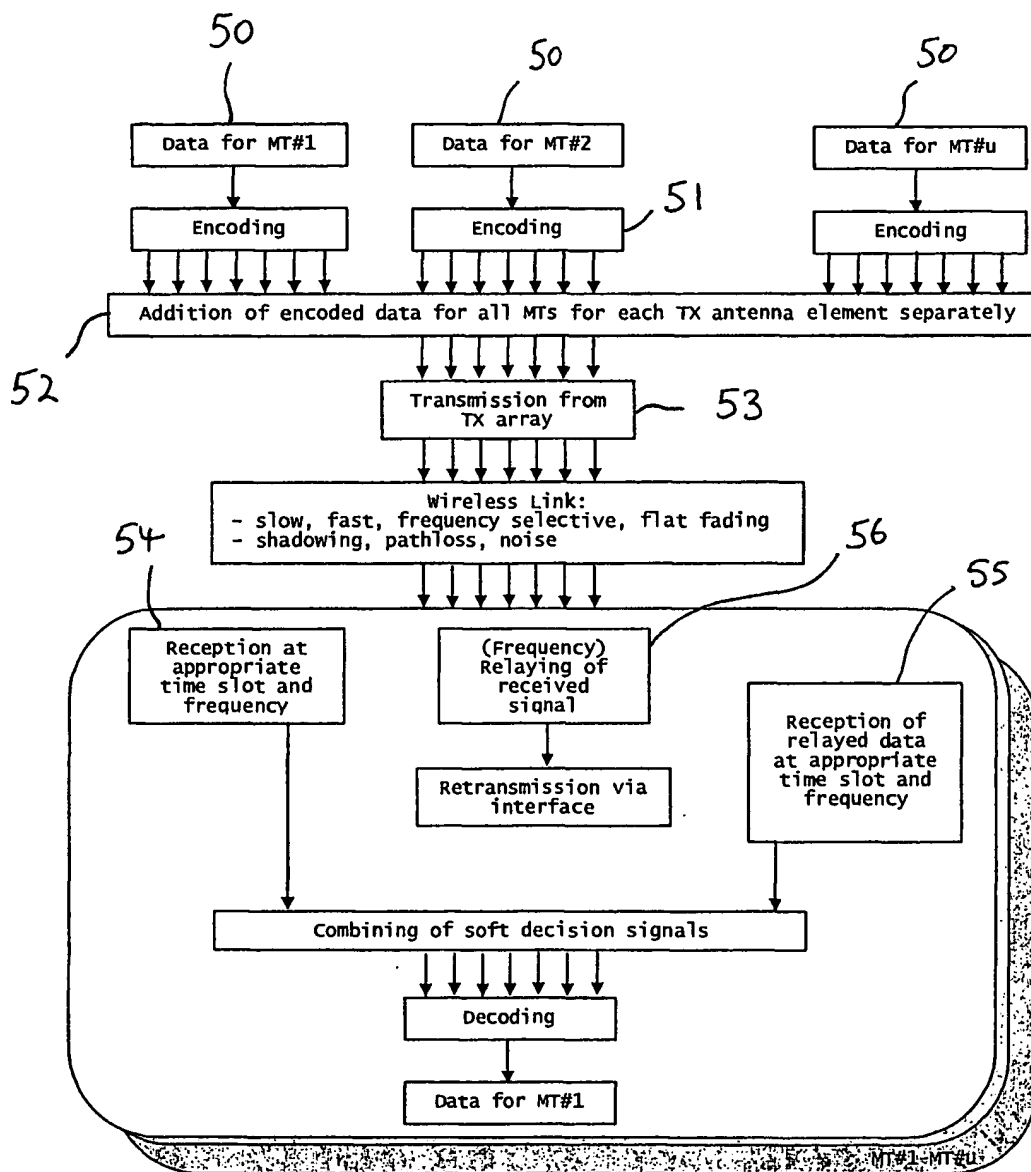 50
50
50
Data for MT#1
Data for MT#2
Data for MT#u
51
Encoding
Encoding
Encoding
Addition of encoded data for all MTs for each TX antenna element separately
52
Transmission from
TX array
53
Wireless Link:
- slow, fast, frequency selective, flat fading
- shadowing, pathloss, noise
54
56
55
Reception at
appropriate
time slot and
frequency
(Frequency)
Relaying of
received
signal
Reception of
relayed data
at appropriate
time slot and
frequency
Retransmission via
interface
Combining of soft decision signals
Decoding
Data for MT#1
MT#1-MT#u